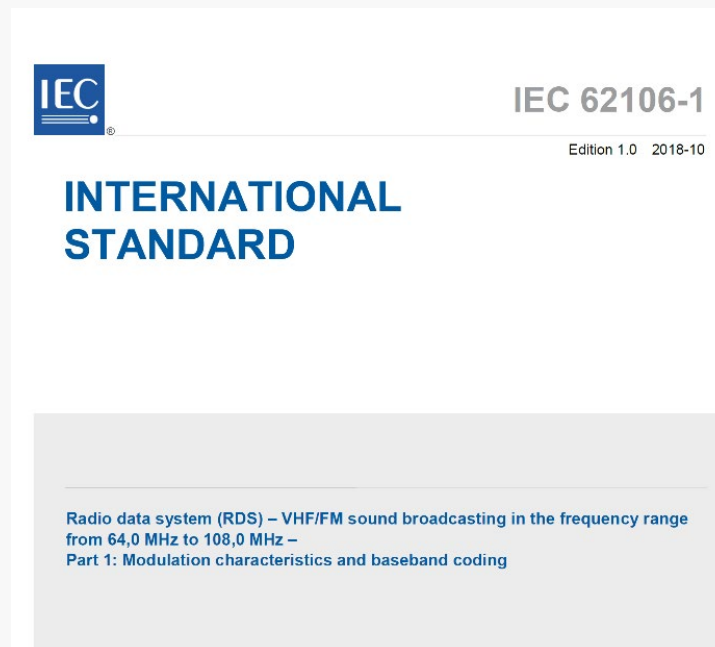 IEC
®
IEC 62106-1
Edition 1.0 2018-10
INTERNATIONAL
STANDARD
Radio data system (RDS) – VHF/FM sound broadcasting in the frequency range
from 64,0 MHz to 108,0 MHz –
Part 1: Modulation characteristics and baseband coding